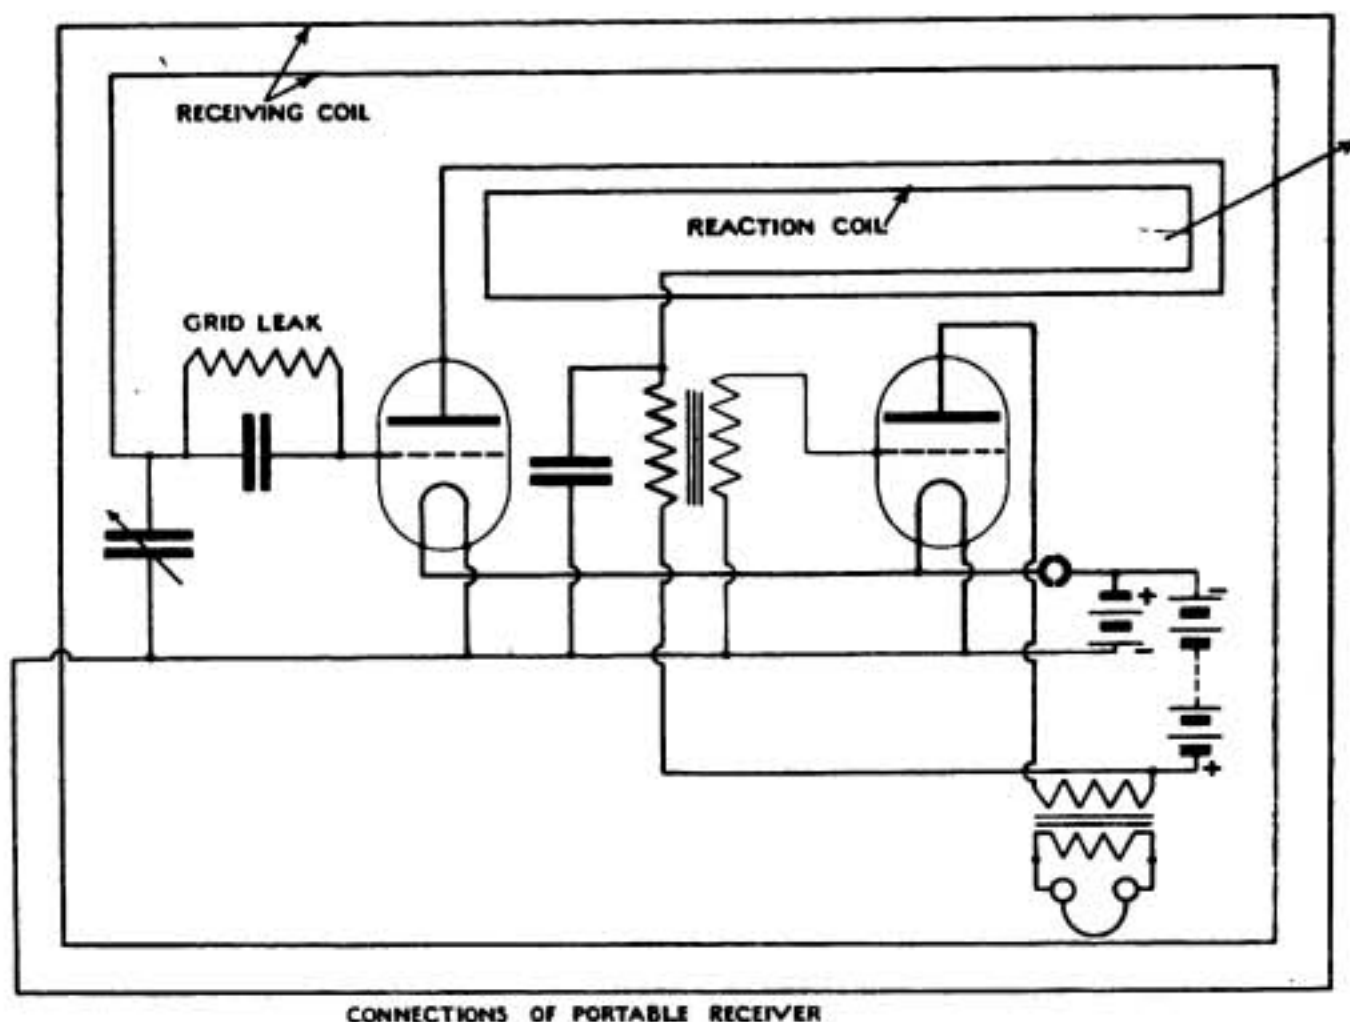 RECEIVING COIL
REACTION COIL
GRID LEAK
+
-
-
+
CONNECTIONS OF PORTABLE RECEIVER